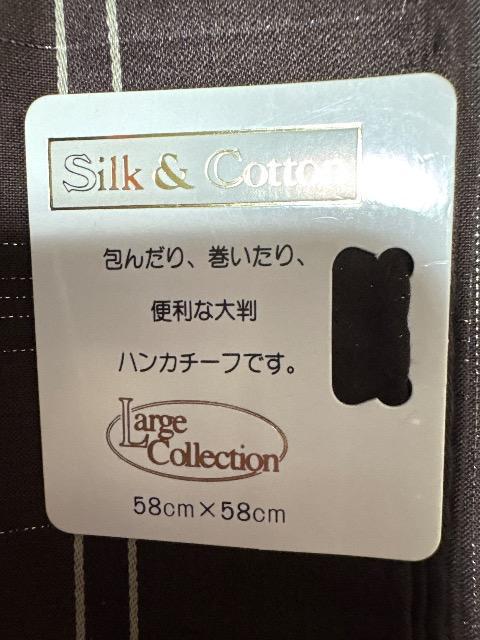 Silk & Cotton
包んだり、巻いたり、
便利な大判
ハンカチーフです。
Large
Collection
58cm×58cm